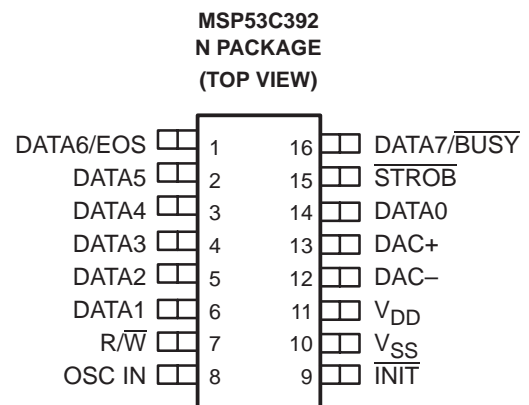 MSP53C392
N PACKAGE
(TOP VIEW)
DATA6/EOS 1 16 DATA7/BUSY
DATA5 2 15 STROB
DATA4 3 14 DATA0
DATA3 4 13 DAC+
DATA2 5 12 DAC–
DATA1 6 11 VDD
R/W 7 10 VSS
OSC IN 8 9 INIT